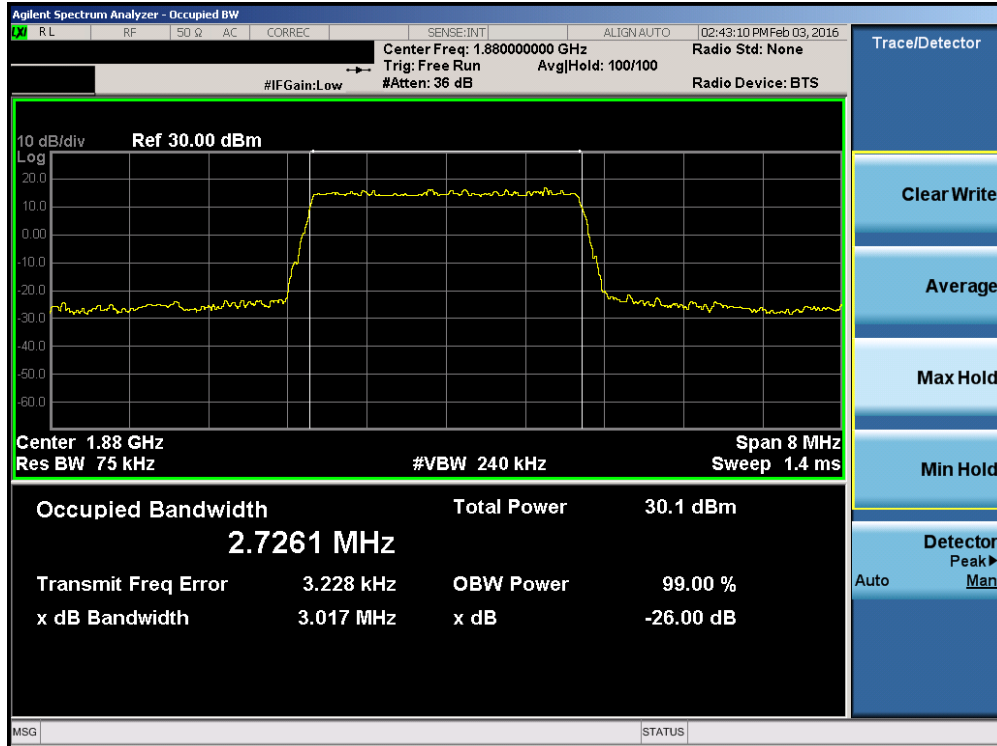 Agilent Spectrum Analyzer - Occupied BW
LXI RL RF 50 Ω AC CORREC SENSE:INT ALIGN AUTO 02:43:10 PM Feb 03, 2016
Center Freq: 1.880000000 GHz Radio Std: None
Trig: Free Run Avg|Hold: 100/100
#IFGain:Low #Atten: 36 dB Radio Device: BTS
10 dB/div Ref 30.00 dBm
Log
20.0
10.0
0.00
-10.0
-20.0
-30.0
-40.0
-50.0
-60.0
Center 1.88 GHz Span 8 MHz
Res BW 75 kHz #VBW 240 kHz Sweep 1.4 ms
Occupied Bandwidth Total Power 30.1 dBm
2.7261 MHz
Transmit Freq Error 3.228 kHz OBW Power 99.00 %
x dB Bandwidth 3.017 MHz x dB -26.00 dB
MSG STATUS
Trace/Detector
Clear Write
Average
Max Hold
Min Hold
Detector
Peak▶
Auto Man